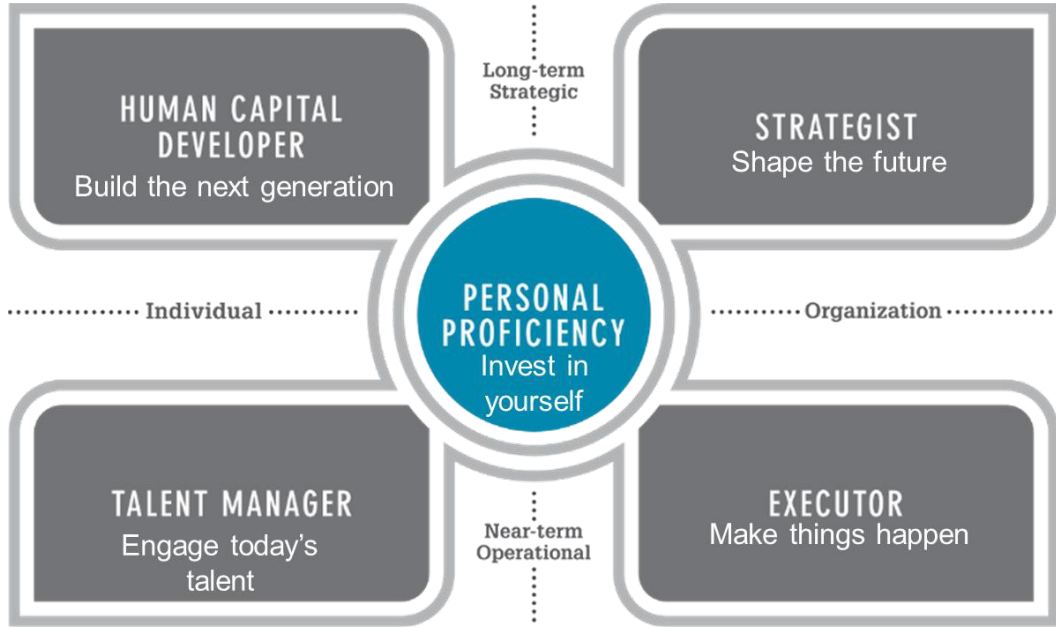 HUMAN CAPITAL
DEVELOPER
Build the next generation
Long-term
Strategic
STRATEGIST
Shape the future
Individual
PERSONAL
PROFICIENCY
Invest in
yourself
Organization
TALENT MANAGER
Engage today’s
talent
Near-term
Operational
EXECUTOR
Make things happen